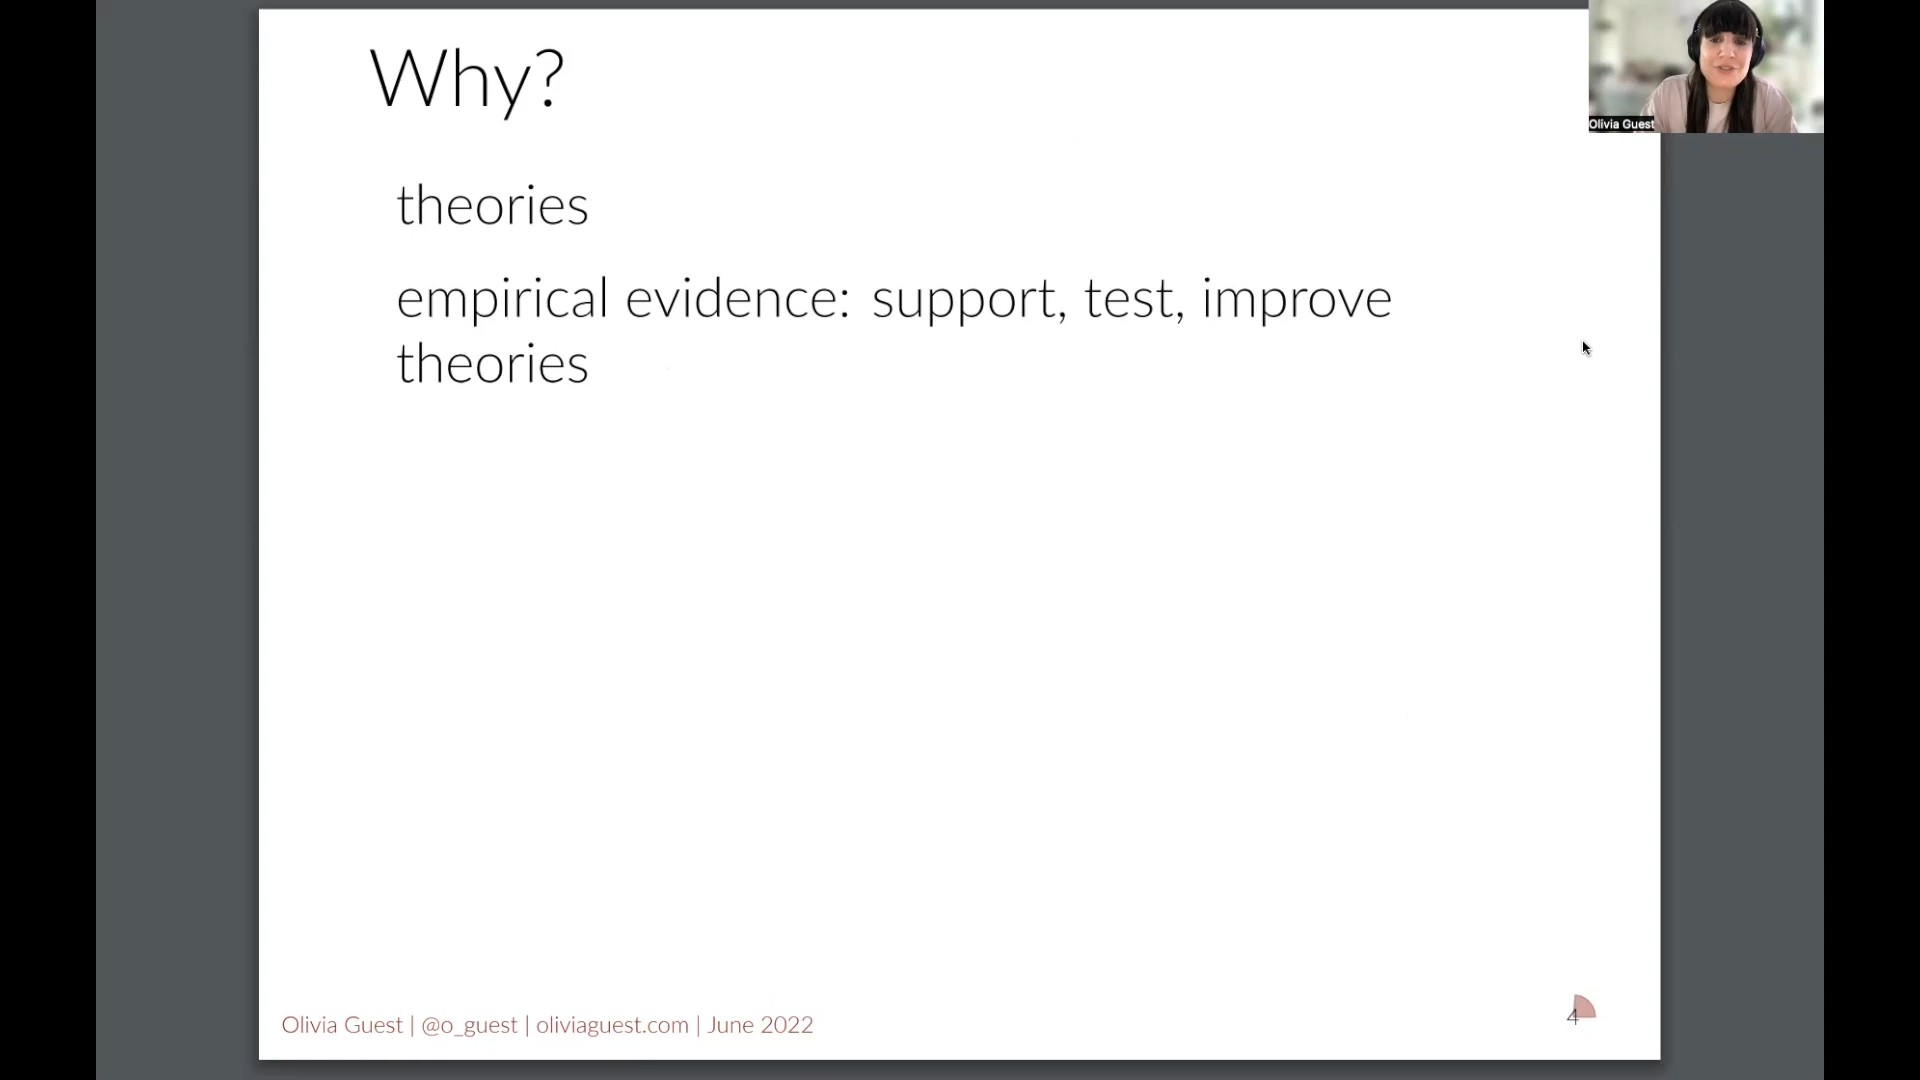 Why?
Olivia Guest
theories
empirical evidence: support, test, improve
theories
Olivia Guest | @o_guest | oliviaguest.com | June 2022
4